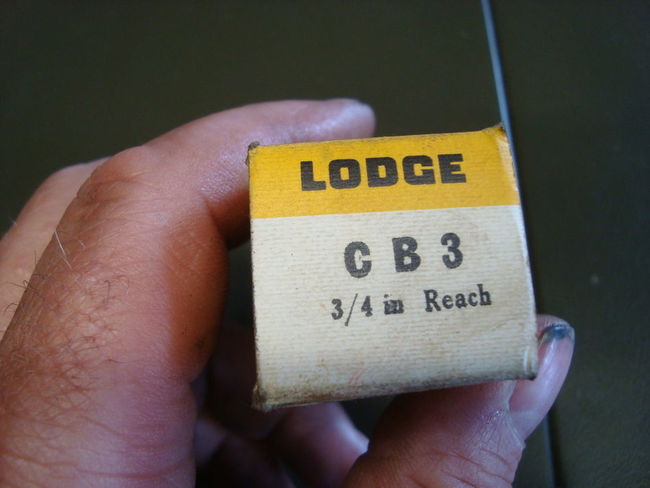 LODGE
C B 3
3/4 in Reach